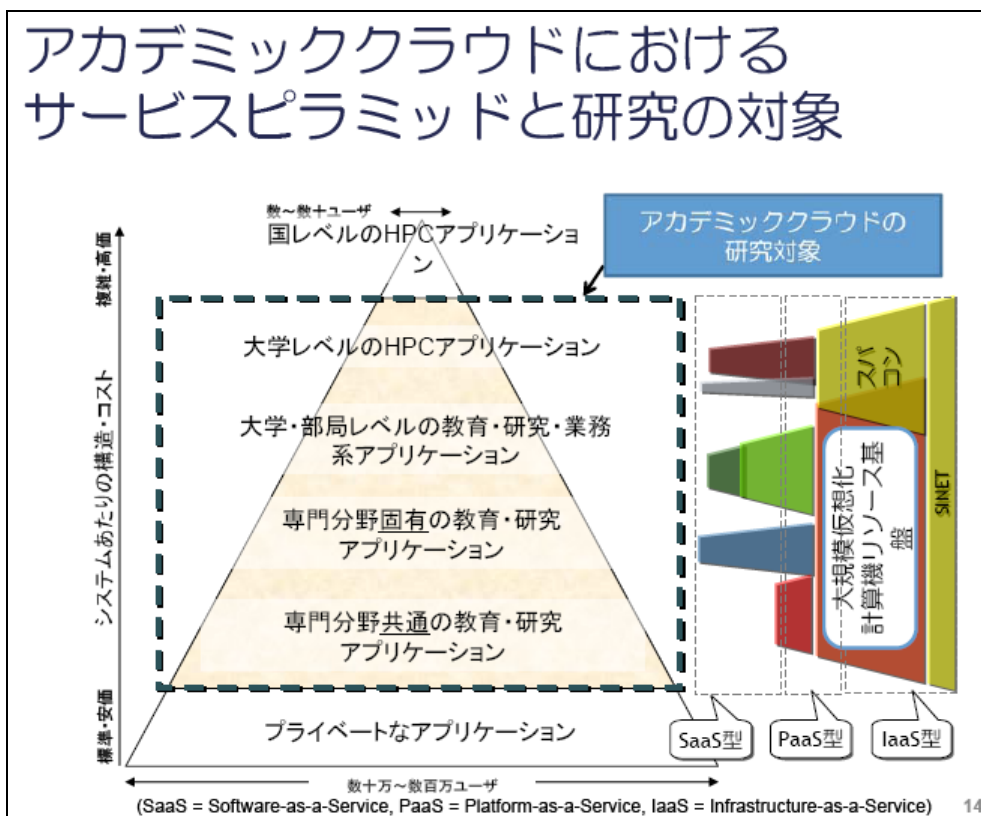 アカデミッククラウドにおける
サービスピラミッドと研究の対象
数～数十ユーザ
国レベルのHPCアプリケーショ
ン
アカデミッククラウドの
研究対象
複雑・高価
システムあたりの構造・コスト
標準・安価
大学レベルのHPCアプリケーション
大学・部局レベルの教育・研究・業務
系アプリケーション
専門分野固有の教育・研究
アプリケーション
専門分野共通の教育・研究
アプリケーション
プライベートなアプリケーション
スパ
コン
大規模仮想化
計算機リソース基
盤
SINET
SaaS型
PaaS型
IaaS型
数十万～数百万ユーザ
(SaaS = Software-as-a-Service, PaaS = Platform-as-a-Service, IaaS = Infrastructure-as-a-Service)
14